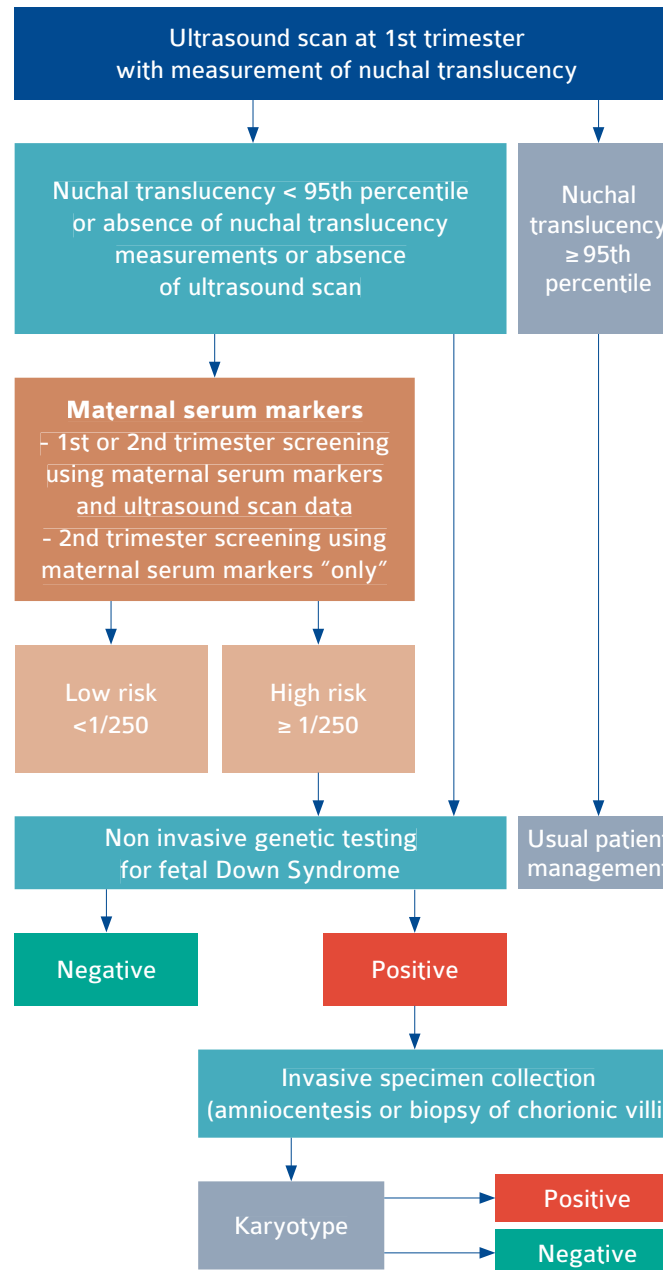 Ultrasound scan at 1st trimester
with measurement of nuchal translucency
Nuchal translucency < 95th percentile
or absence of nuchal translucency
measurements or absence
of ultrasound scan
Nuchal
translucency
≥ 95th
percentile
Maternal serum markers
- 1st or 2nd trimester screening
using maternal serum markers
and ultrasound scan data
- 2nd trimester screening using
maternal serum markers "only"
Low risk
<1/250
High risk
≥ 1/250
Non invasive genetic testing
for fetal Down Syndrome
Usual patient
management
Negative
Positive
Invasive specimen collection
(amniocentesis or biopsy of chorionic villi
Karyotype
Positive
Negative